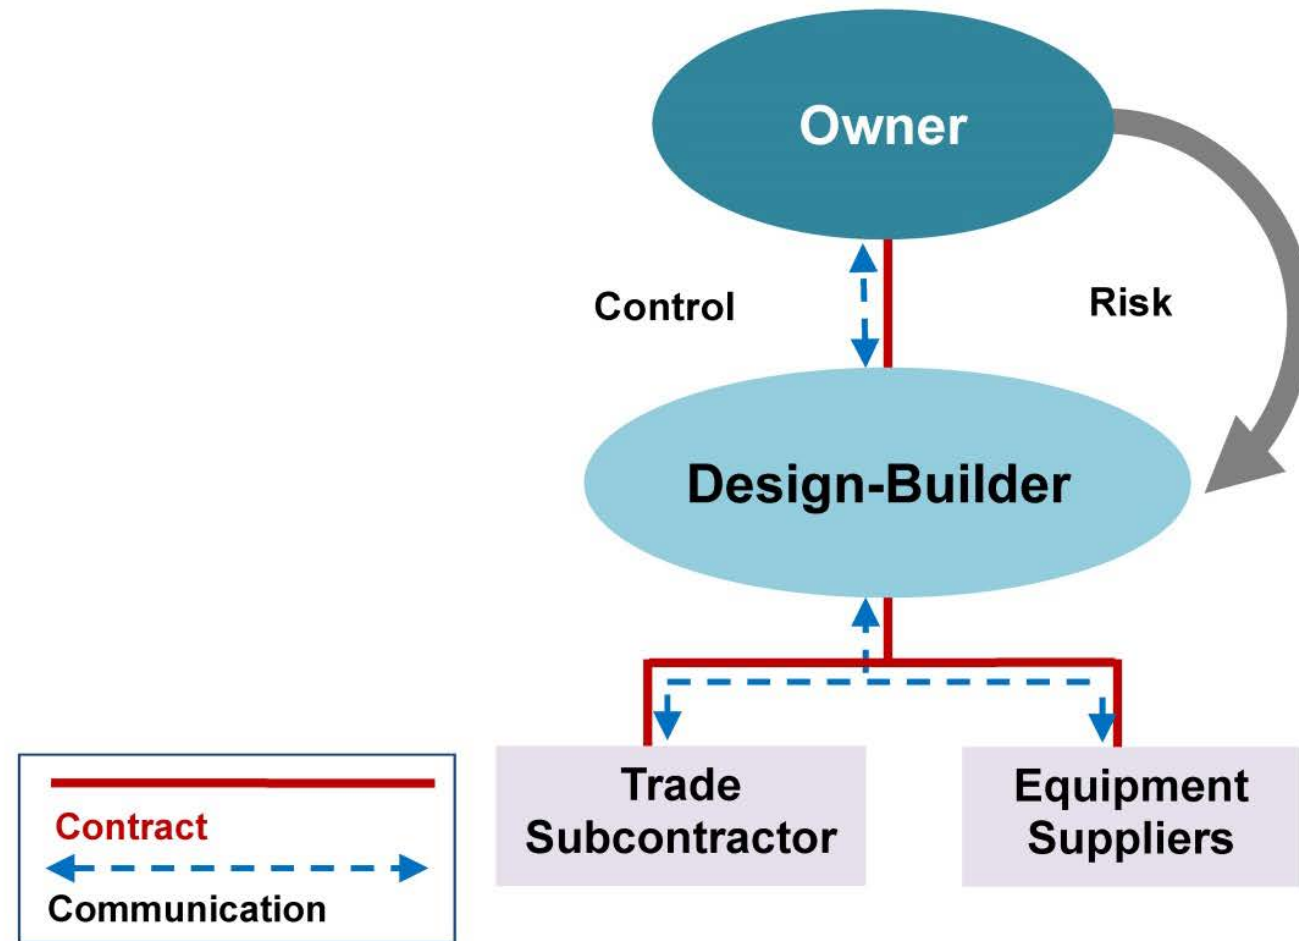 Owner
Control
Risk
Design-Builder
Trade
Subcontractor
Equipment
Suppliers
Contract
Communication